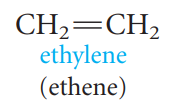 CH₂=CH₂
ethylene
(ethene)